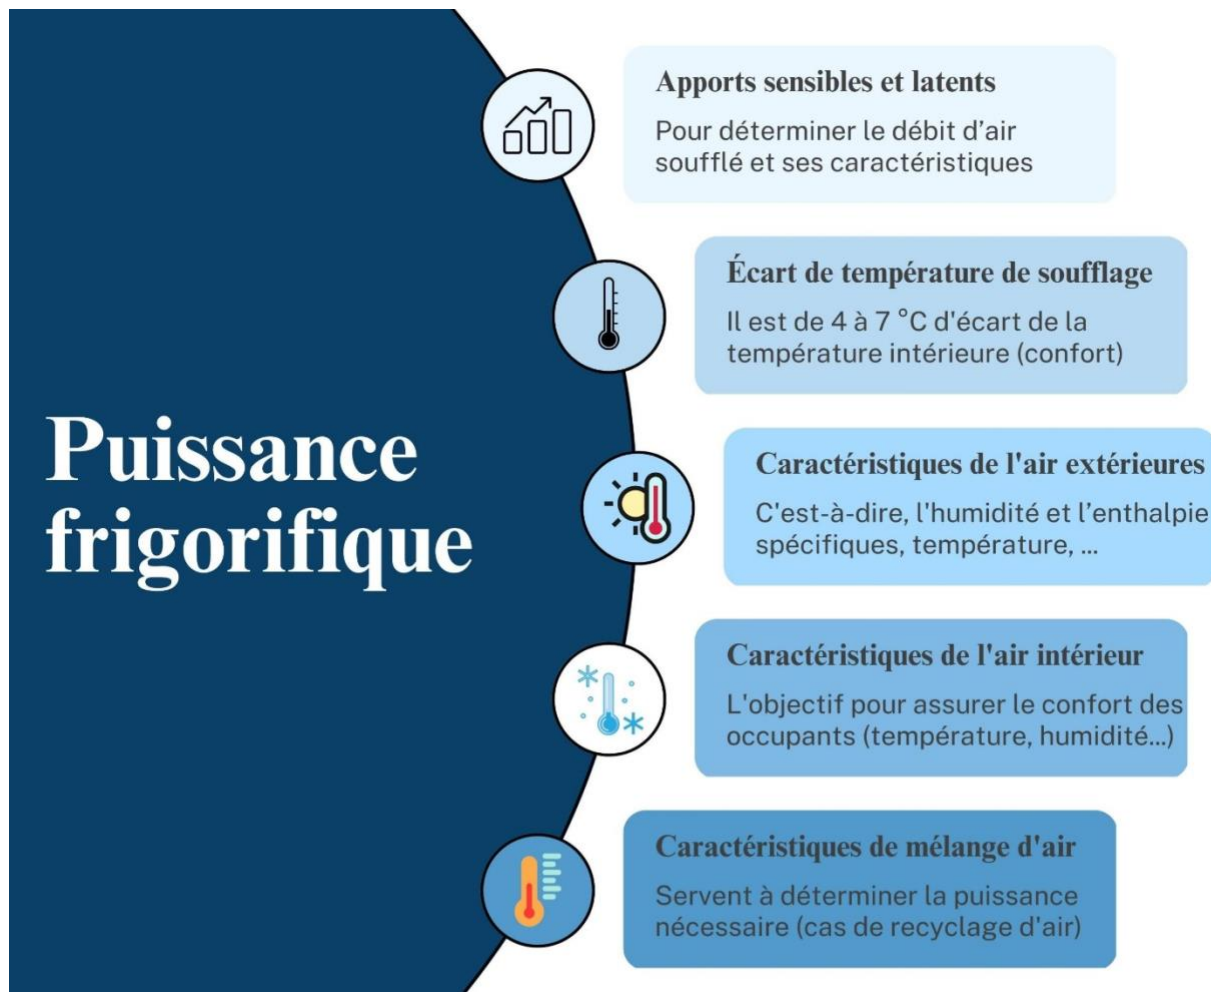 Puissance
frigorifique
Apports sensibles et latents
Pour déterminer le débit d’air
soufflé et ses caractéristiques
Écart de température de soufflage
Il est de 4 à 7 °C d'écart de la
température intérieure (confort)
Caractéristiques de l'air extérieures
C'est-à-dire, l'humidité et l’enthalpie
spécifiques, température, ...
Caractéristiques de l'air intérieur
L'objectif pour assurer le confort des
occupants (température, humidité...)
Caractéristiques de mélange d'air
Servent à déterminer la puissance
nécessaire (cas de recyclage d'air)